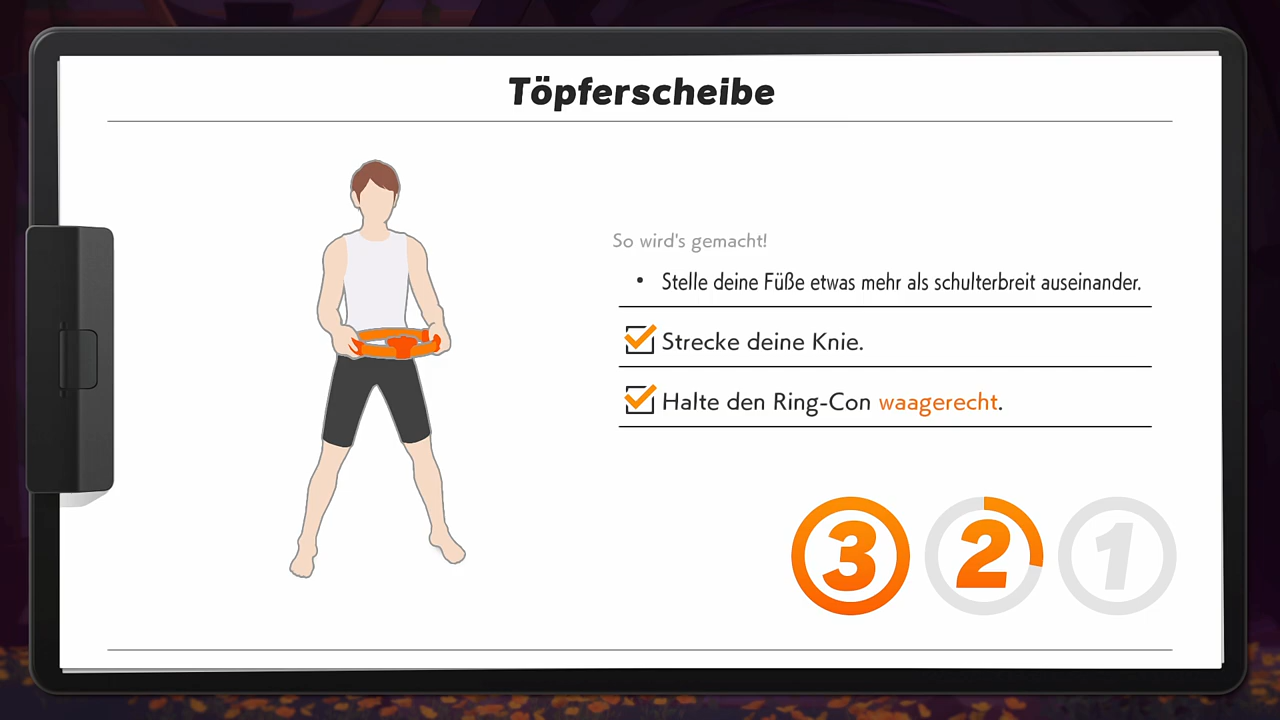 Töpferscheibe
So wird's gemacht!
• Stelle deine Füße etwas mehr als schulterbreit auseinander.
Strecke deine Knie.
Halte den Ring-Con waagerecht.
3 2 1